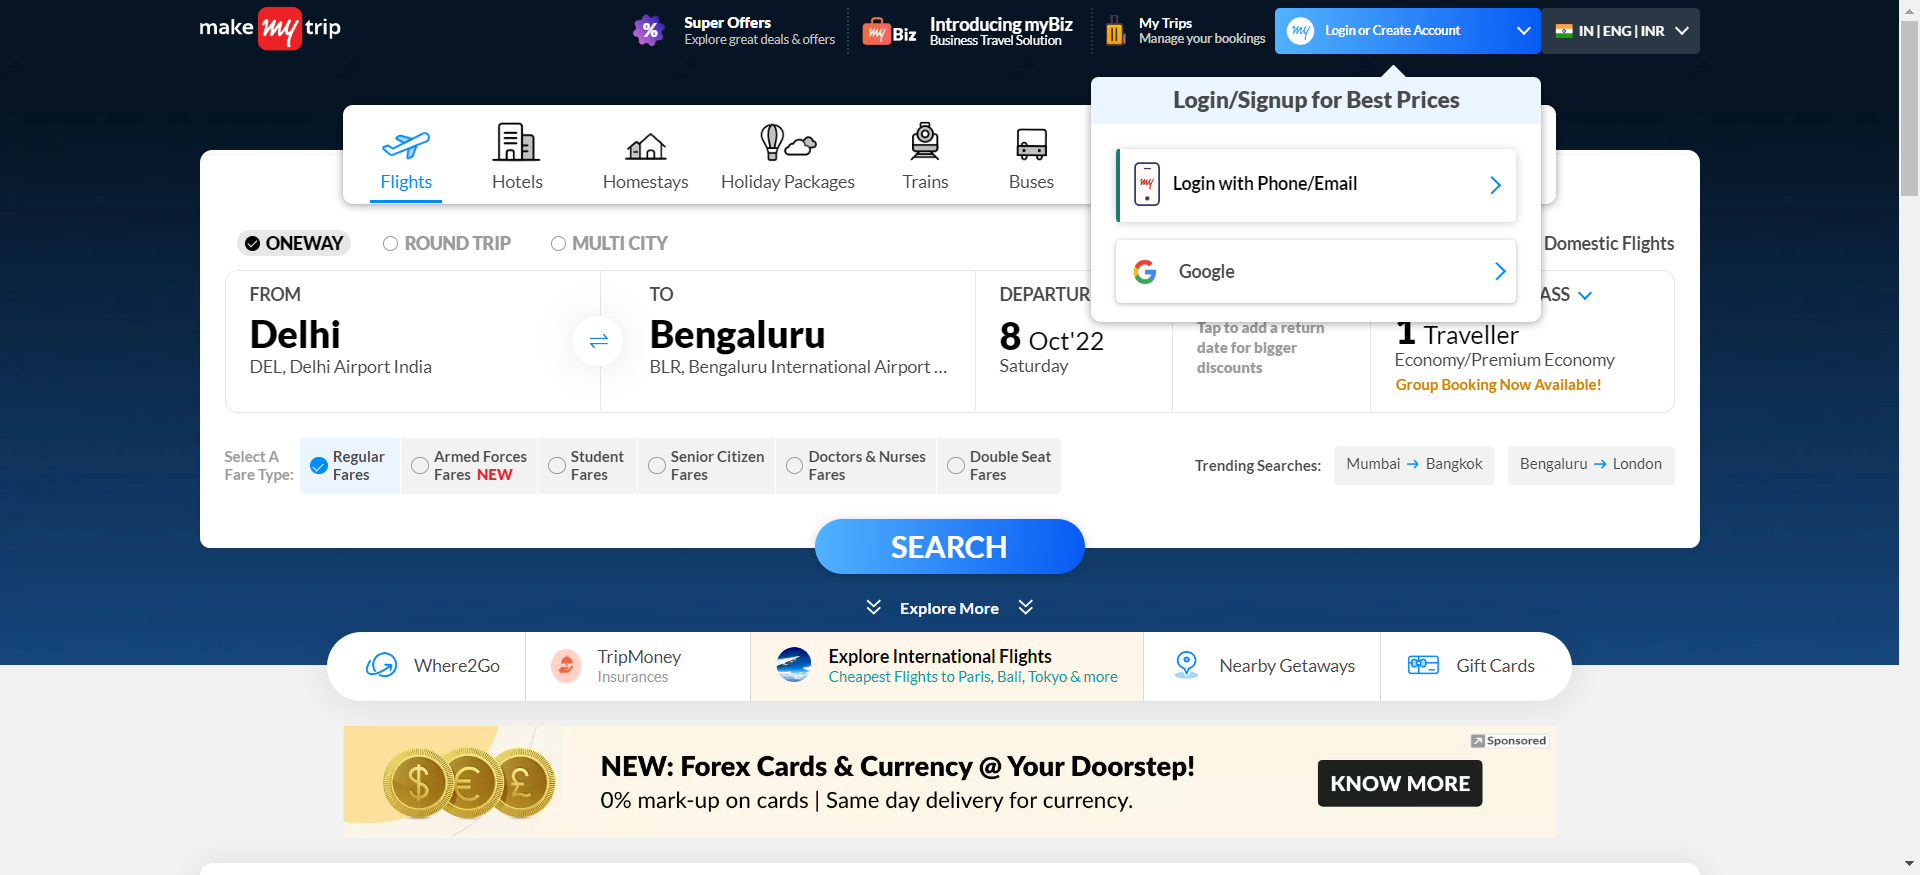 make my trip
Super Offers
Explore great deals & offers
my Biz
Introducing myBiz
Business Travel Solution
My Trips
Manage your bookings
my Login or Create Account
IN | ENG | INR
Login/Signup for Best Prices
my Login with Phone/Email
Google
Flights
Hotels
Homestays
Holiday Packages
Trains
Buses
ONEWAY
ROUND TRIP
MULTI CITY
Domestic Flights
FROM
Delhi
DEL, Delhi Airport India
TO
Bengaluru
BLR, Bengaluru International Airport ...
DEPARTUR
8 Oct'22
Saturday
Tap to add a return
date for bigger
discounts
ASS
1 Traveller
Economy/Premium Economy
Group Booking Now Available!
Select A
Fare Type:
Regular
Fares
Armed Forces
Fares NEW
Student
Fares
Senior Citizen
Fares
Doctors & Nurses
Fares
Double Seat
Fares
Trending Searches:
Mumbai → Bangkok
Bengaluru → London
SEARCH
Explore More
Where2Go
TripMoney
Insurances
Explore International Flights
Cheapest Flights to Paris, Bali, Tokyo & more
Nearby Getaways
Gift Cards
Sponsored
$ € £
NEW: Forex Cards & Currency @ Your Doorstep!
0% mark-up on cards | Same day delivery for currency.
KNOW MORE